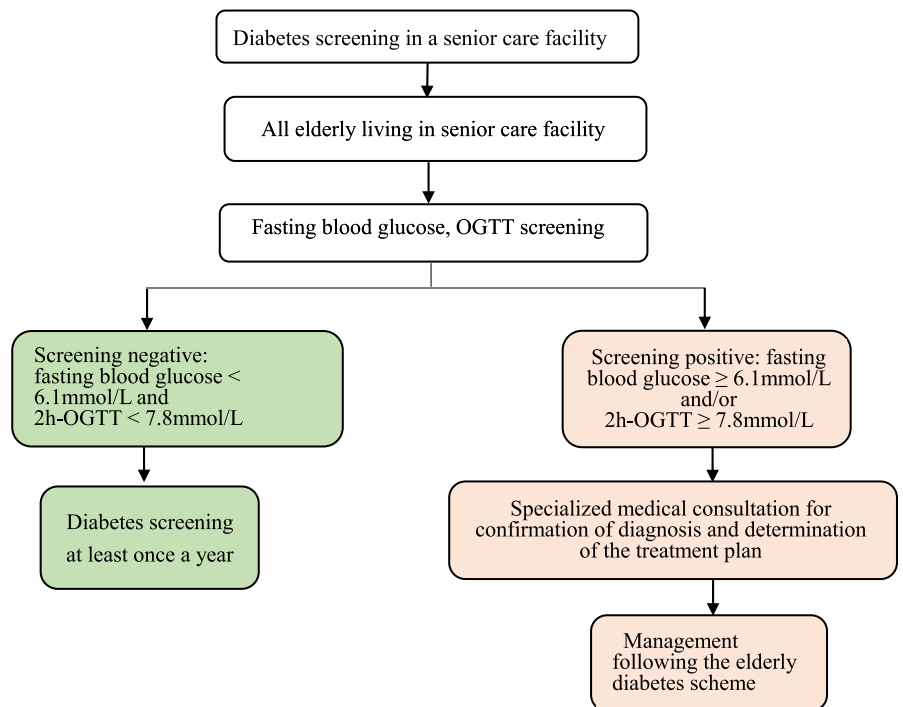 Diabetes screening in a senior care facility
All elderly living in senior care facility
Fasting blood glucose, OGTT screening
Screening negative:
fasting blood glucose <
6.1mmol/L and
2h-OGTT < 7.8mmol/L
Diabetes screening
at least once a year
Screening positive: fasting
blood glucose ≥ 6.1mmol/L
and/or
2h-OGTT ≥ 7.8mmol/L
Specialized medical consultation for
confirmation of diagnosis and determination
of the treatment plan
Management
following the elderly
diabetes scheme